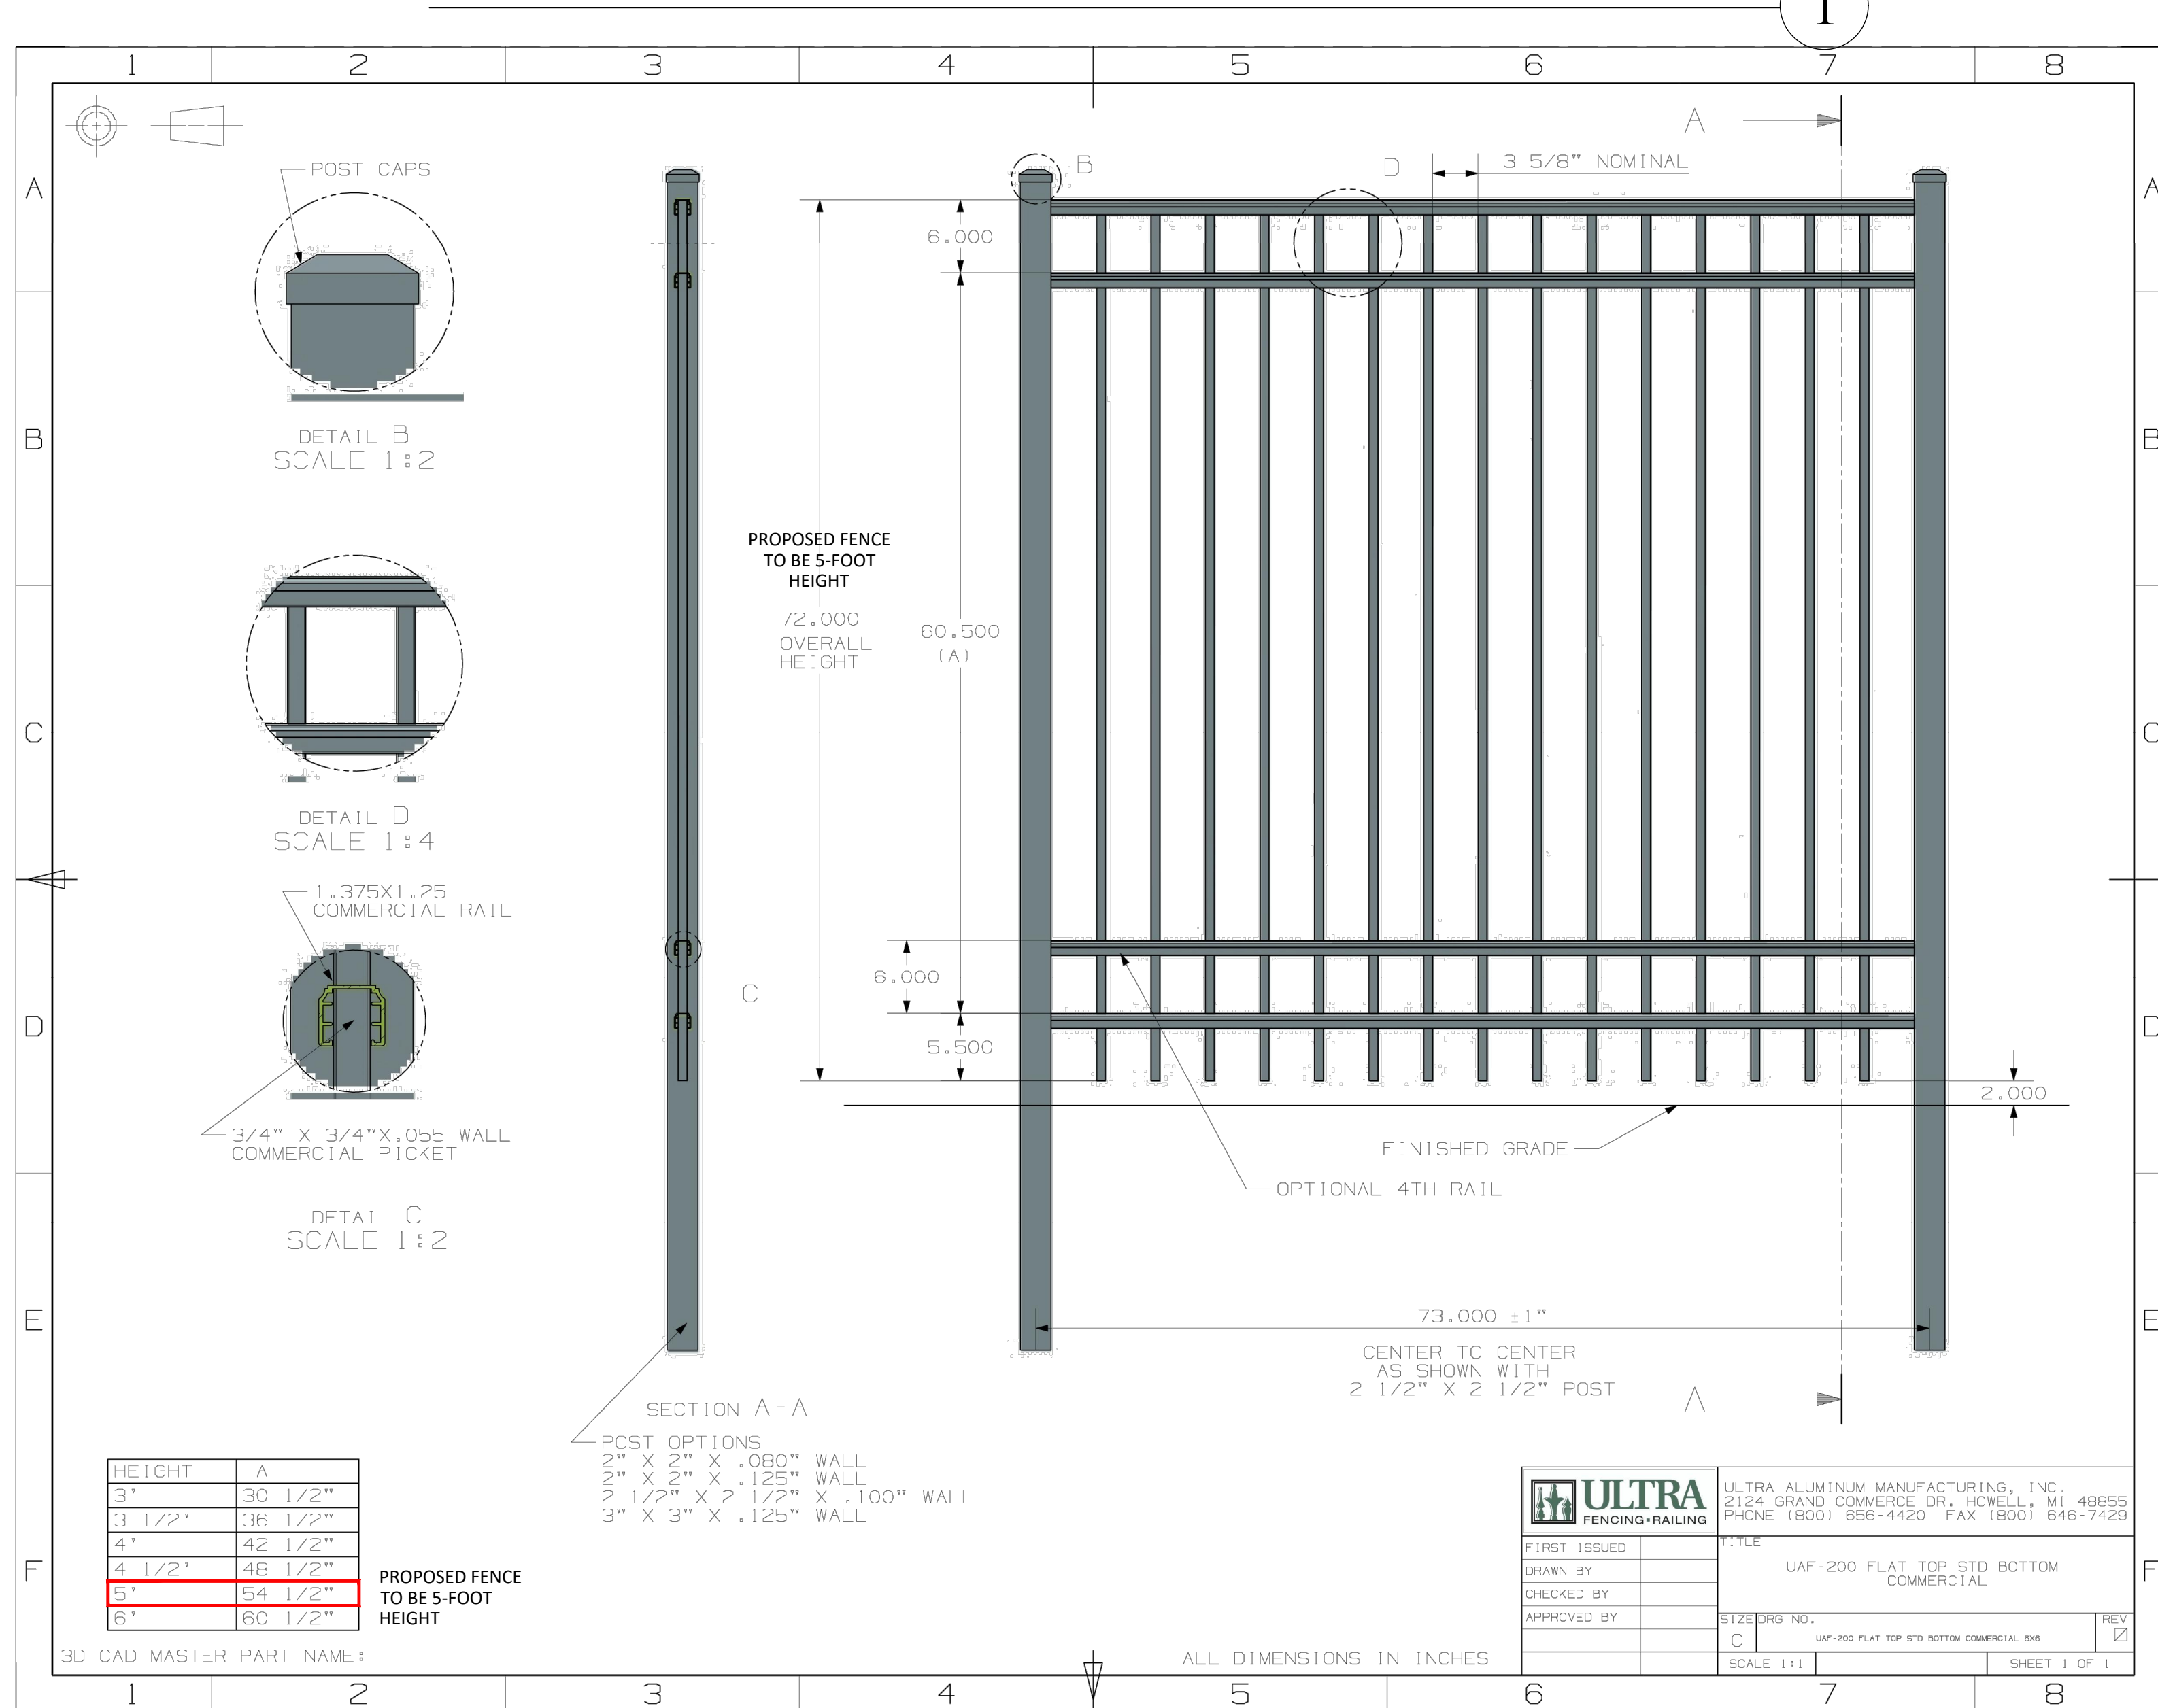 1
1 2 3 4 5 6 7 8
A A
B B
C C
D D
E E
F F
POST CAPS
DETAIL B
SCALE 1:2
DETAIL D
SCALE 1:4
1.375X1.25
COMMERCIAL RAIL
3/4" X 3/4"X.055 WALL
COMMERCIAL PICKET
DETAIL C
SCALE 1:2
C
SECTION A-A
POST OPTIONS
2" X 2" X .080" WALL
2" X 2" X .125" WALL
2 1/2" X 2 1/2" X .100" WALL
3" X 3" X .125" WALL
PROPOSED FENCE
TO BE 5-FOOT
HEIGHT
72.000
OVERALL
HEIGHT
6.000
60.500
(A)
6.000
5.500
B
D
3 5/8" NOMINAL
A
2.000
FINISHED GRADE
OPTIONAL 4TH RAIL
73.000 ±1"
CENTER TO CENTER
AS SHOWN WITH
2 1/2" X 2 1/2" POST
A
HEIGHT A
3' 30 1/2"
3 1/2' 36 1/2"
4' 42 1/2"
4 1/2' 48 1/2"
5' 54 1/2"
6' 60 1/2"
PROPOSED FENCE
TO BE 5-FOOT
HEIGHT
3D CAD MASTER PART NAME:
ALL DIMENSIONS IN INCHES
ULTRA
FENCING•RAILING
ULTRA ALUMINUM MANUFACTURING, INC.
2124 GRAND COMMERCE DR. HOWELL, MI 48855
PHONE (800) 656-4420 FAX (800) 646-7429
FIRST ISSUED
DRAWN BY
CHECKED BY
APPROVED BY
TITLE
UAF-200 FLAT TOP STD BOTTOM
COMMERCIAL
SIZE DRG NO. REV
C UAF-200 FLAT TOP STD BOTTOM COMMERCIAL 6X6
SCALE 1:1 SHEET 1 OF 1
1 2 3 4 5 6 7 8